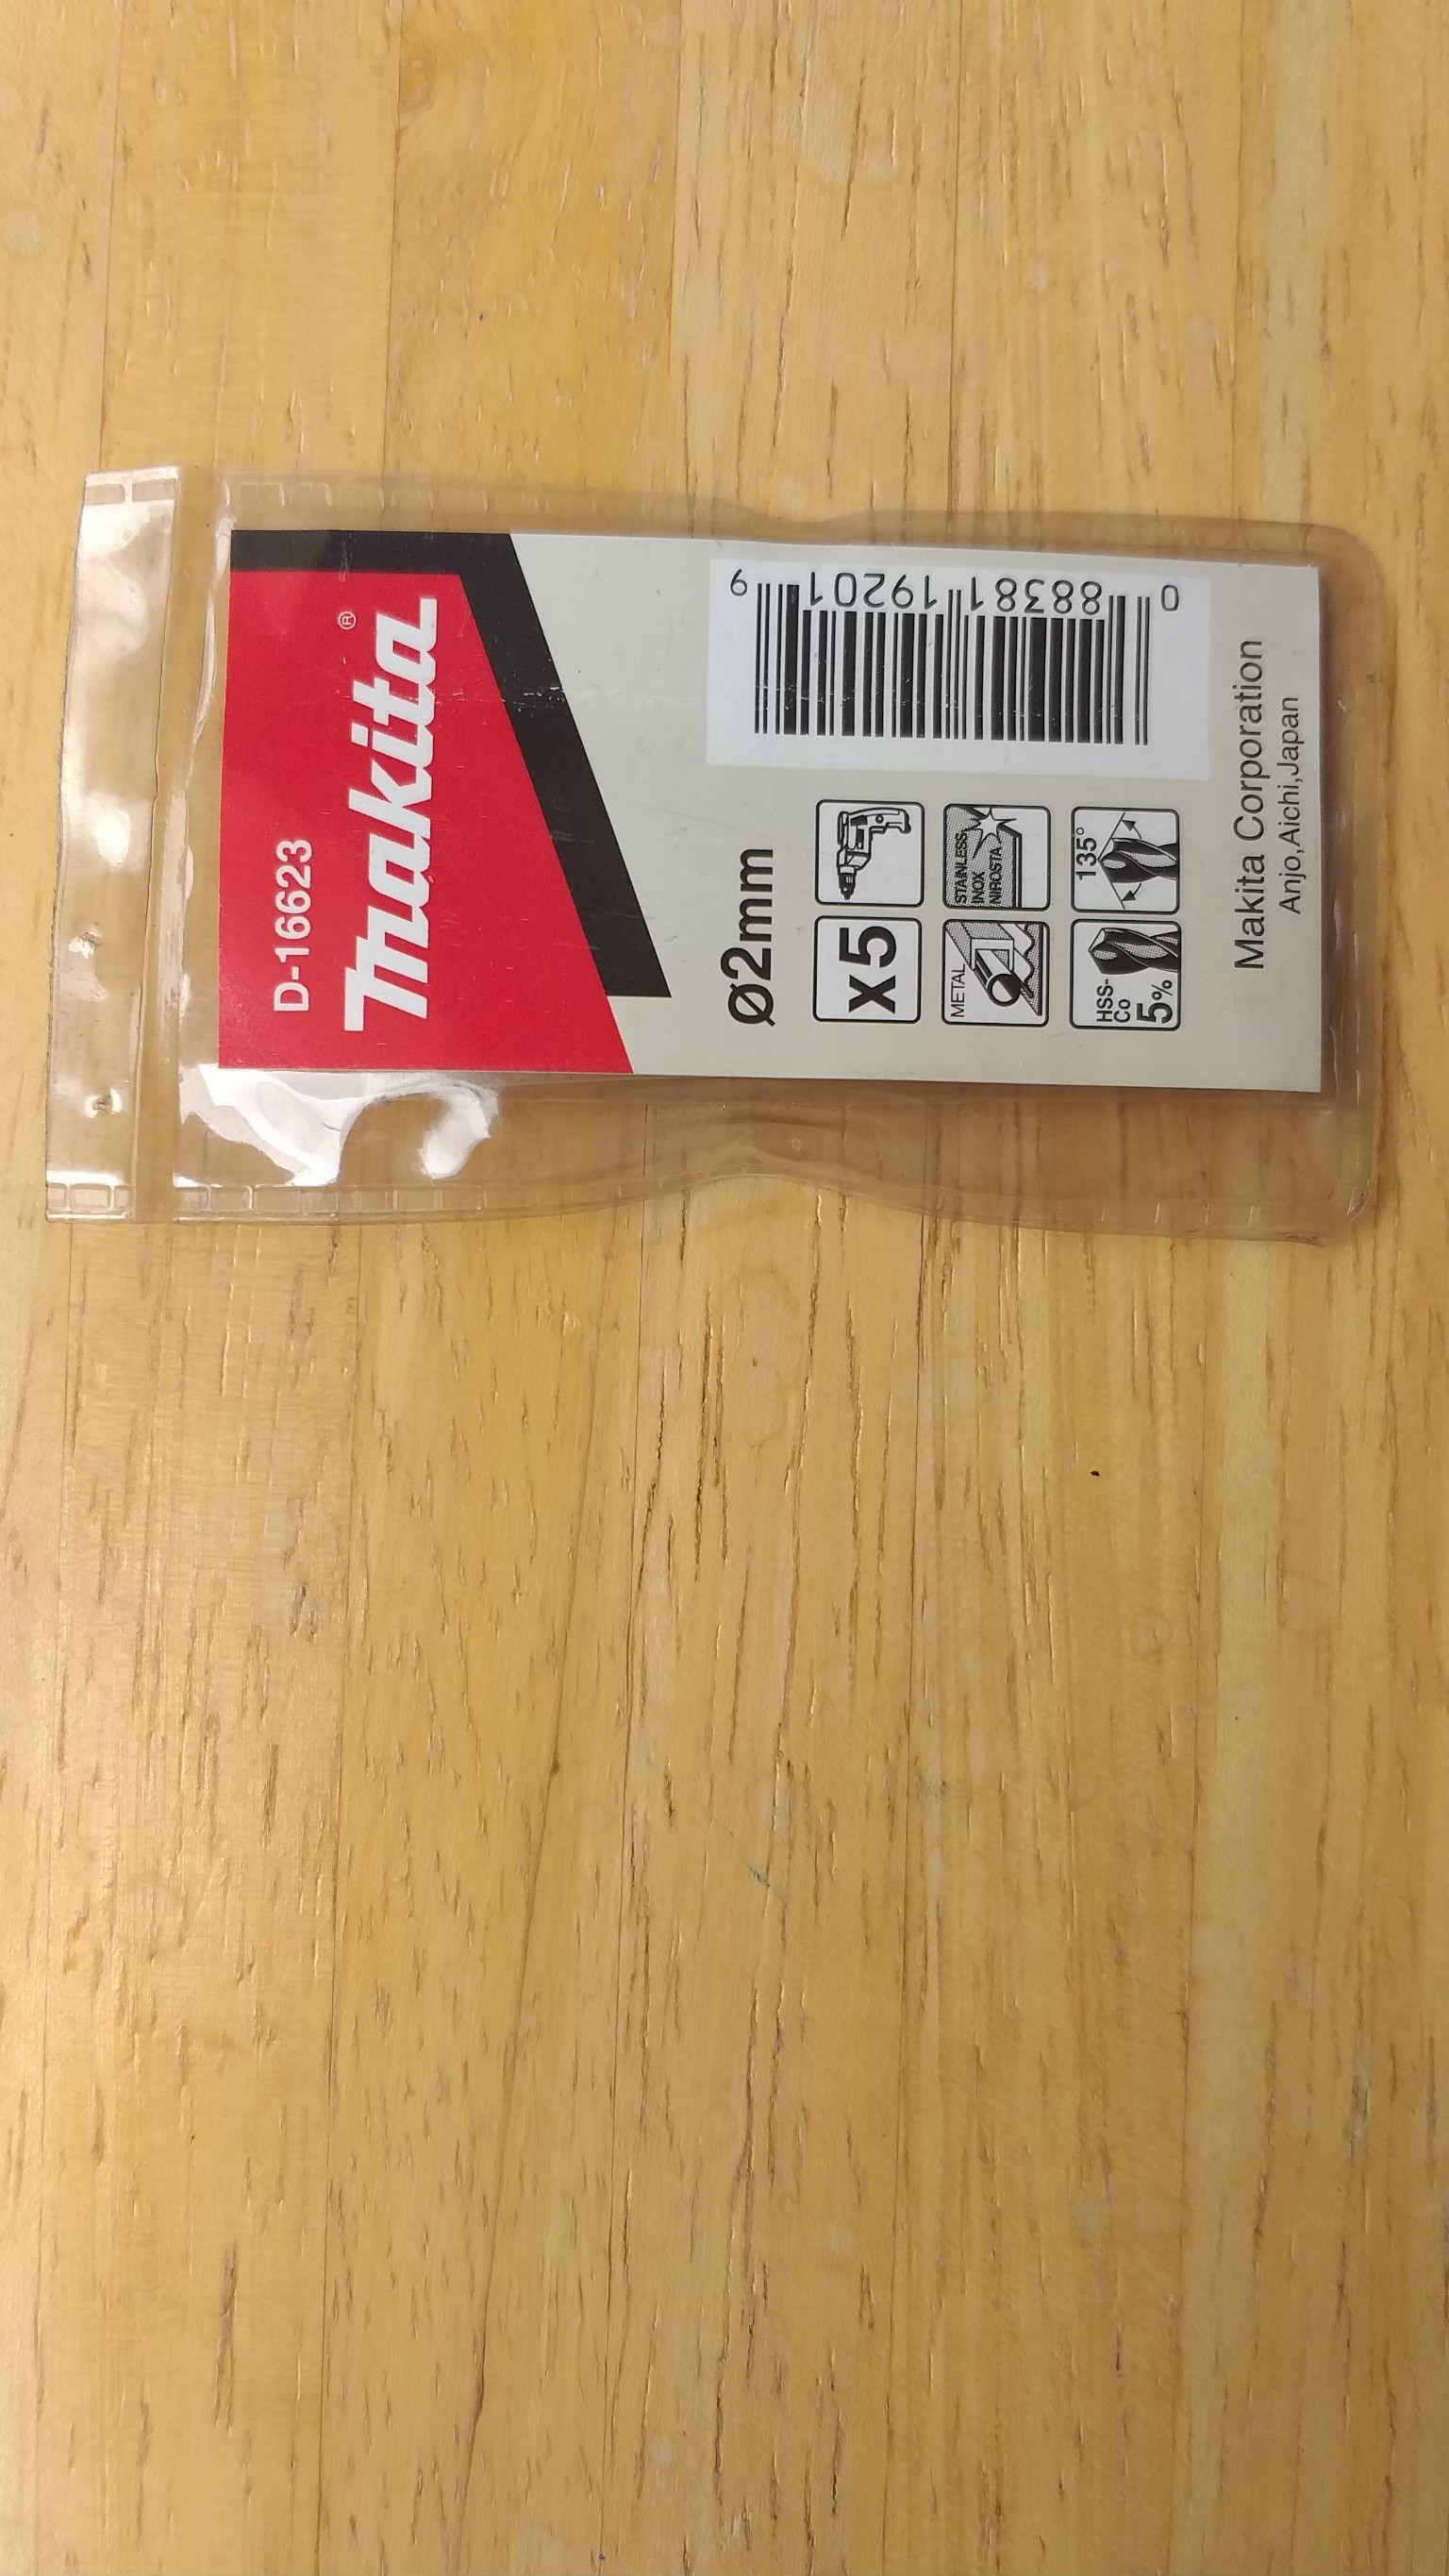 D-16623
makita®
ø2mm
x5
METAL
STAINLESS
INOX
NIROSTA
HSS-
Co
5%
135°
0 88381 19201 9
Makita Corporation
Anjo,Aichi,Japan